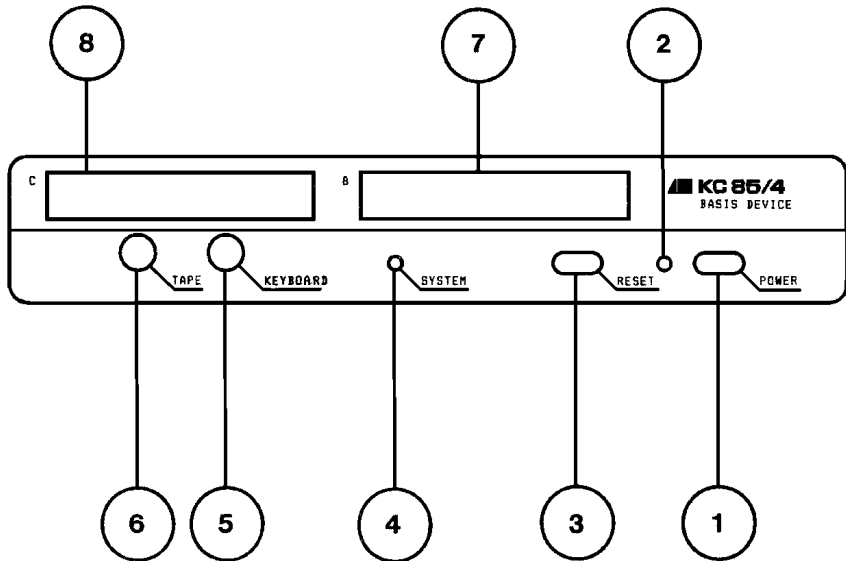 8 7 2
C 8 KC 85/4
BASIS DEVICE
TAPE KEYBOARD SYSTEM RESET POWER
6 5 4 3 1